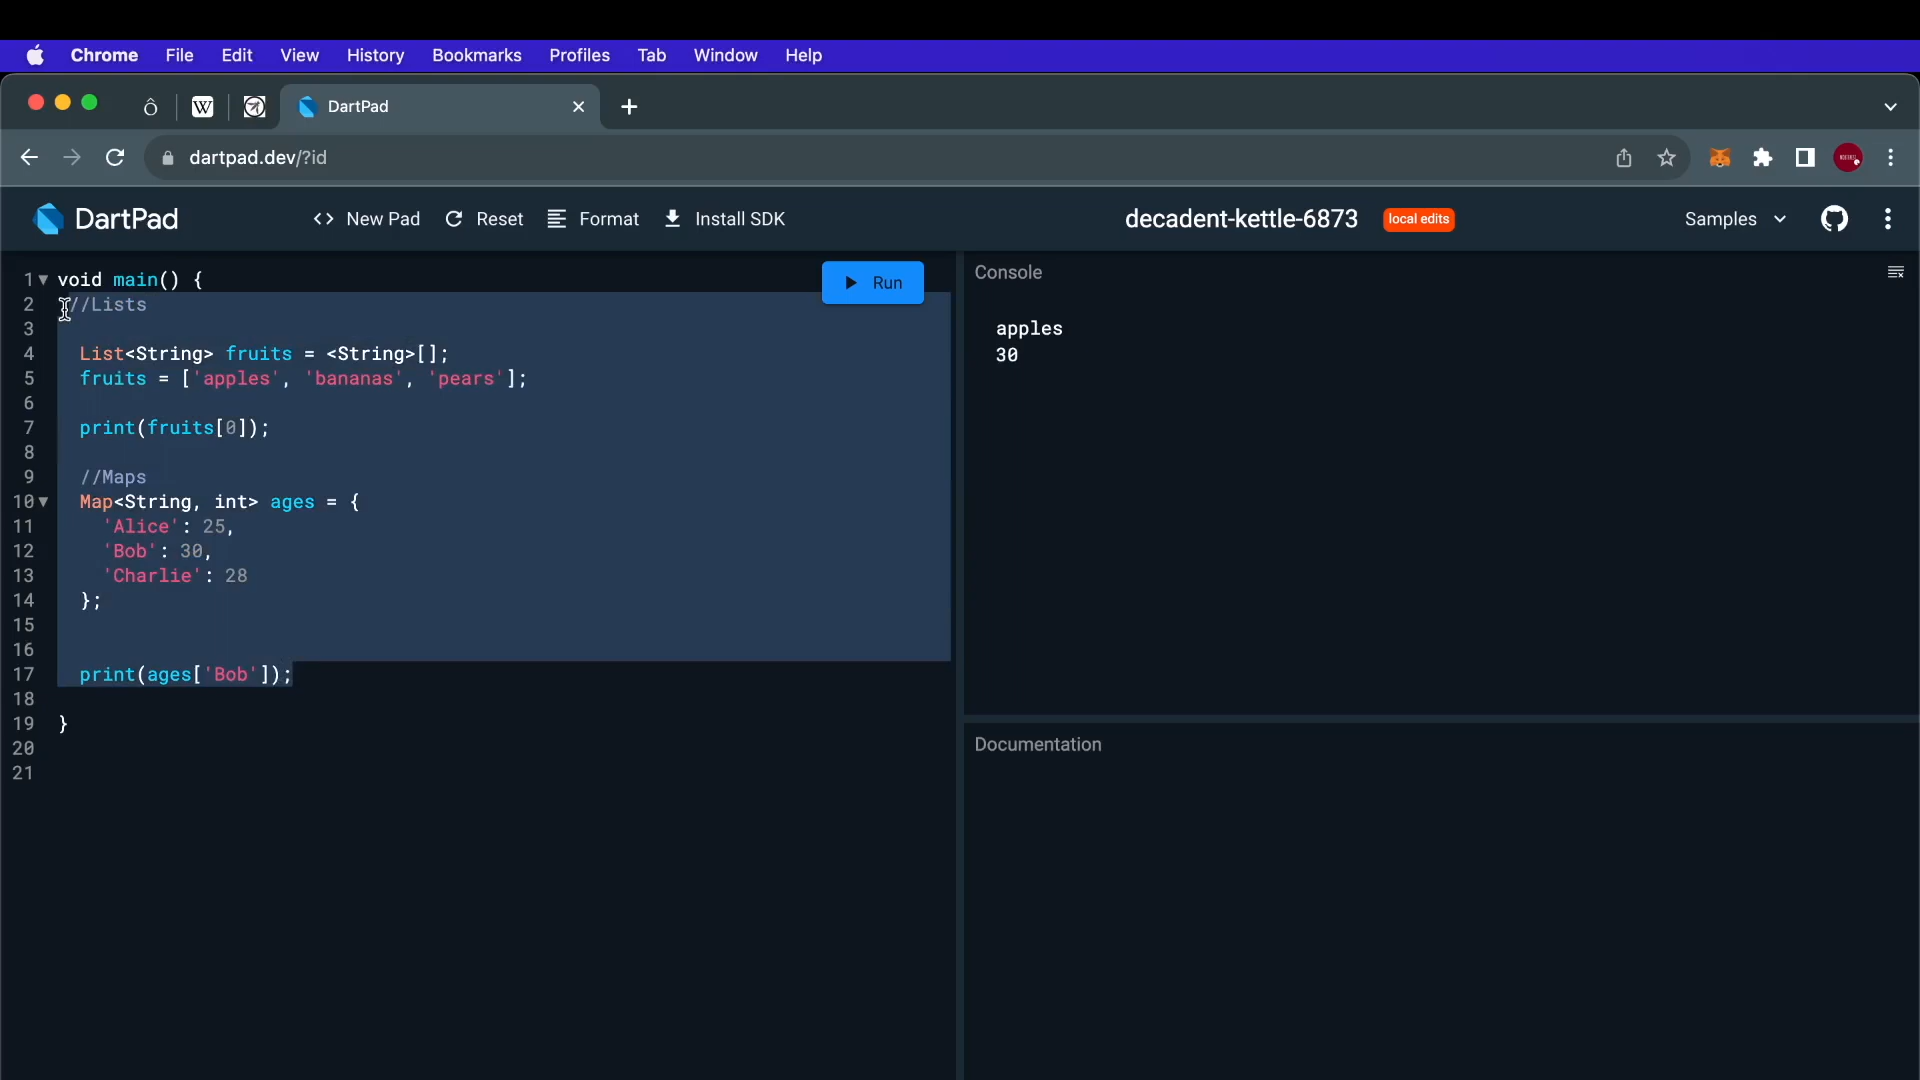 Chrome File Edit View History Bookmarks Profiles Tab Window Help
DartPad
dartpad.dev/?id
DartPad
New Pad Reset Format Install SDK
decadent-kettle-6873 local edits
Samples
1 void main() {
2 //Lists
3
4 List<String> fruits = <String>[];
5 fruits = ['apples', 'bananas', 'pears'];
6
7 print(fruits[0]);
8
9 //Maps
10 Map<String, int> ages = {
11 'Alice': 25,
12 'Bob': 30,
13 'Charlie': 28
14 };
15
16
17 print(ages['Bob']);
18
19 }
20
21
Run
Console
apples
30
Documentation